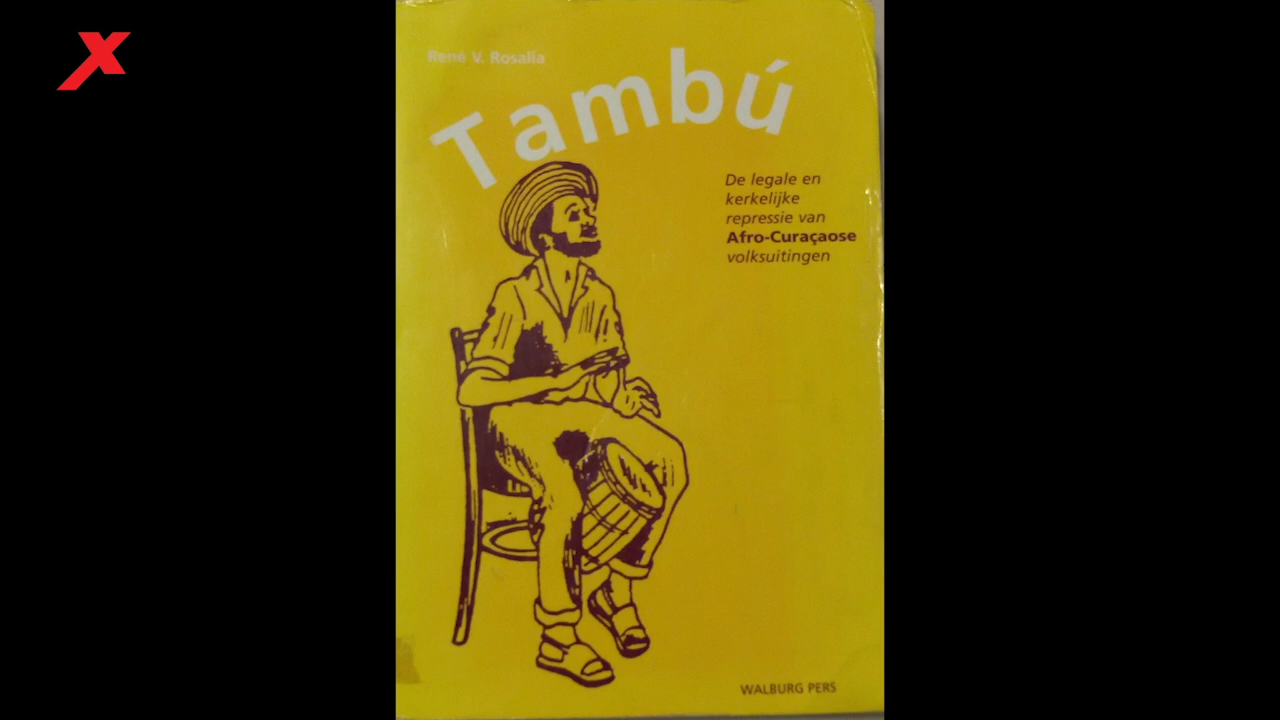 René V. Rosalia
Tambú
De legale en
kerkelijke
repressie van
Afro-Curaçaose
volksuitingen
WALBURG PERS